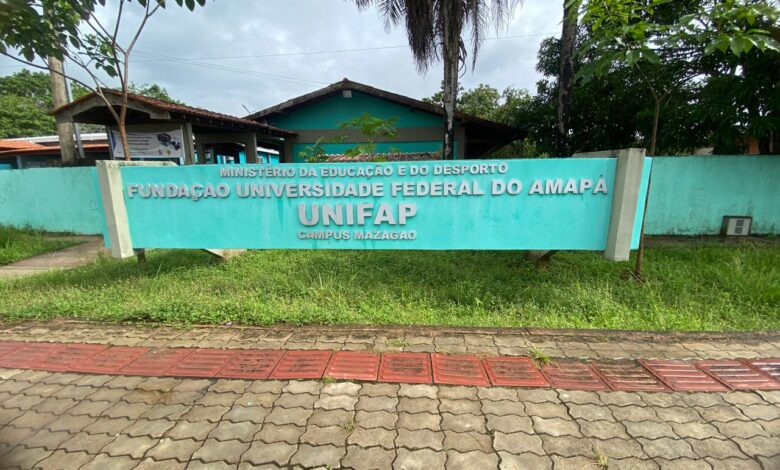 MINISTÉRIO DA EDUCAÇÃO E DO DESPORTO
FUNDAÇÃO UNIVERSIDADE FEDERAL DO AMAPÁ
UNIFAP
CAMPUS MAZAGÃO